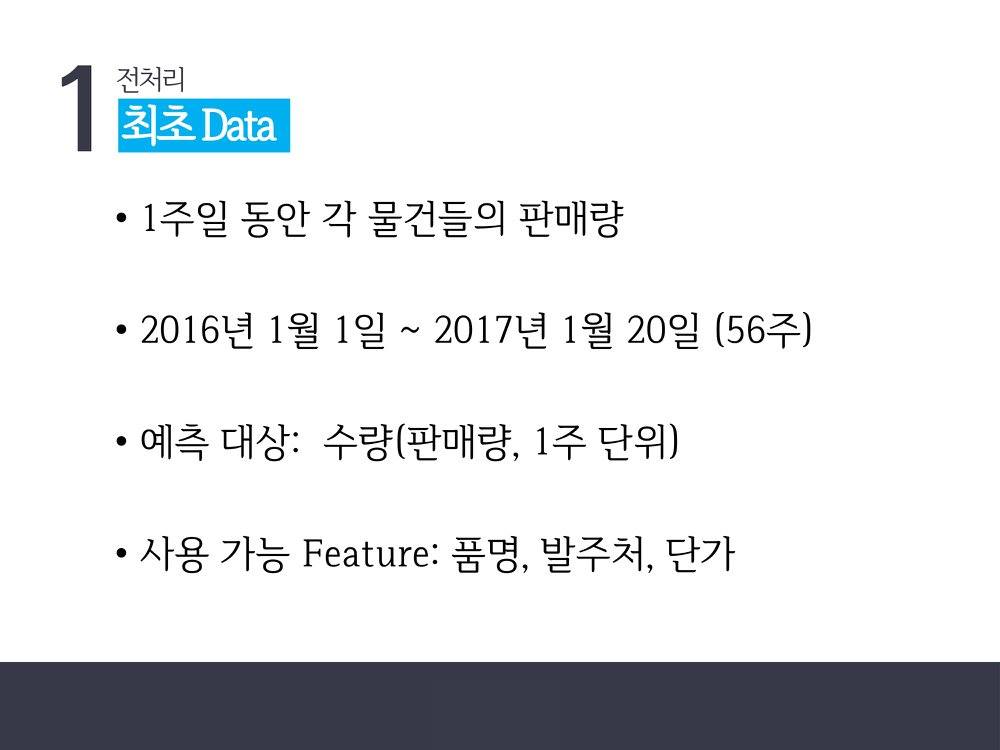 1
전처리
최초 Data
• 1주일 동안 각 물건들의 판매량
• 2016년 1월 1일 ~ 2017년 1월 20일 (56주)
• 예측 대상: 수량(판매량, 1주 단위)
• 사용 가능 Feature: 품명, 발주처, 단가